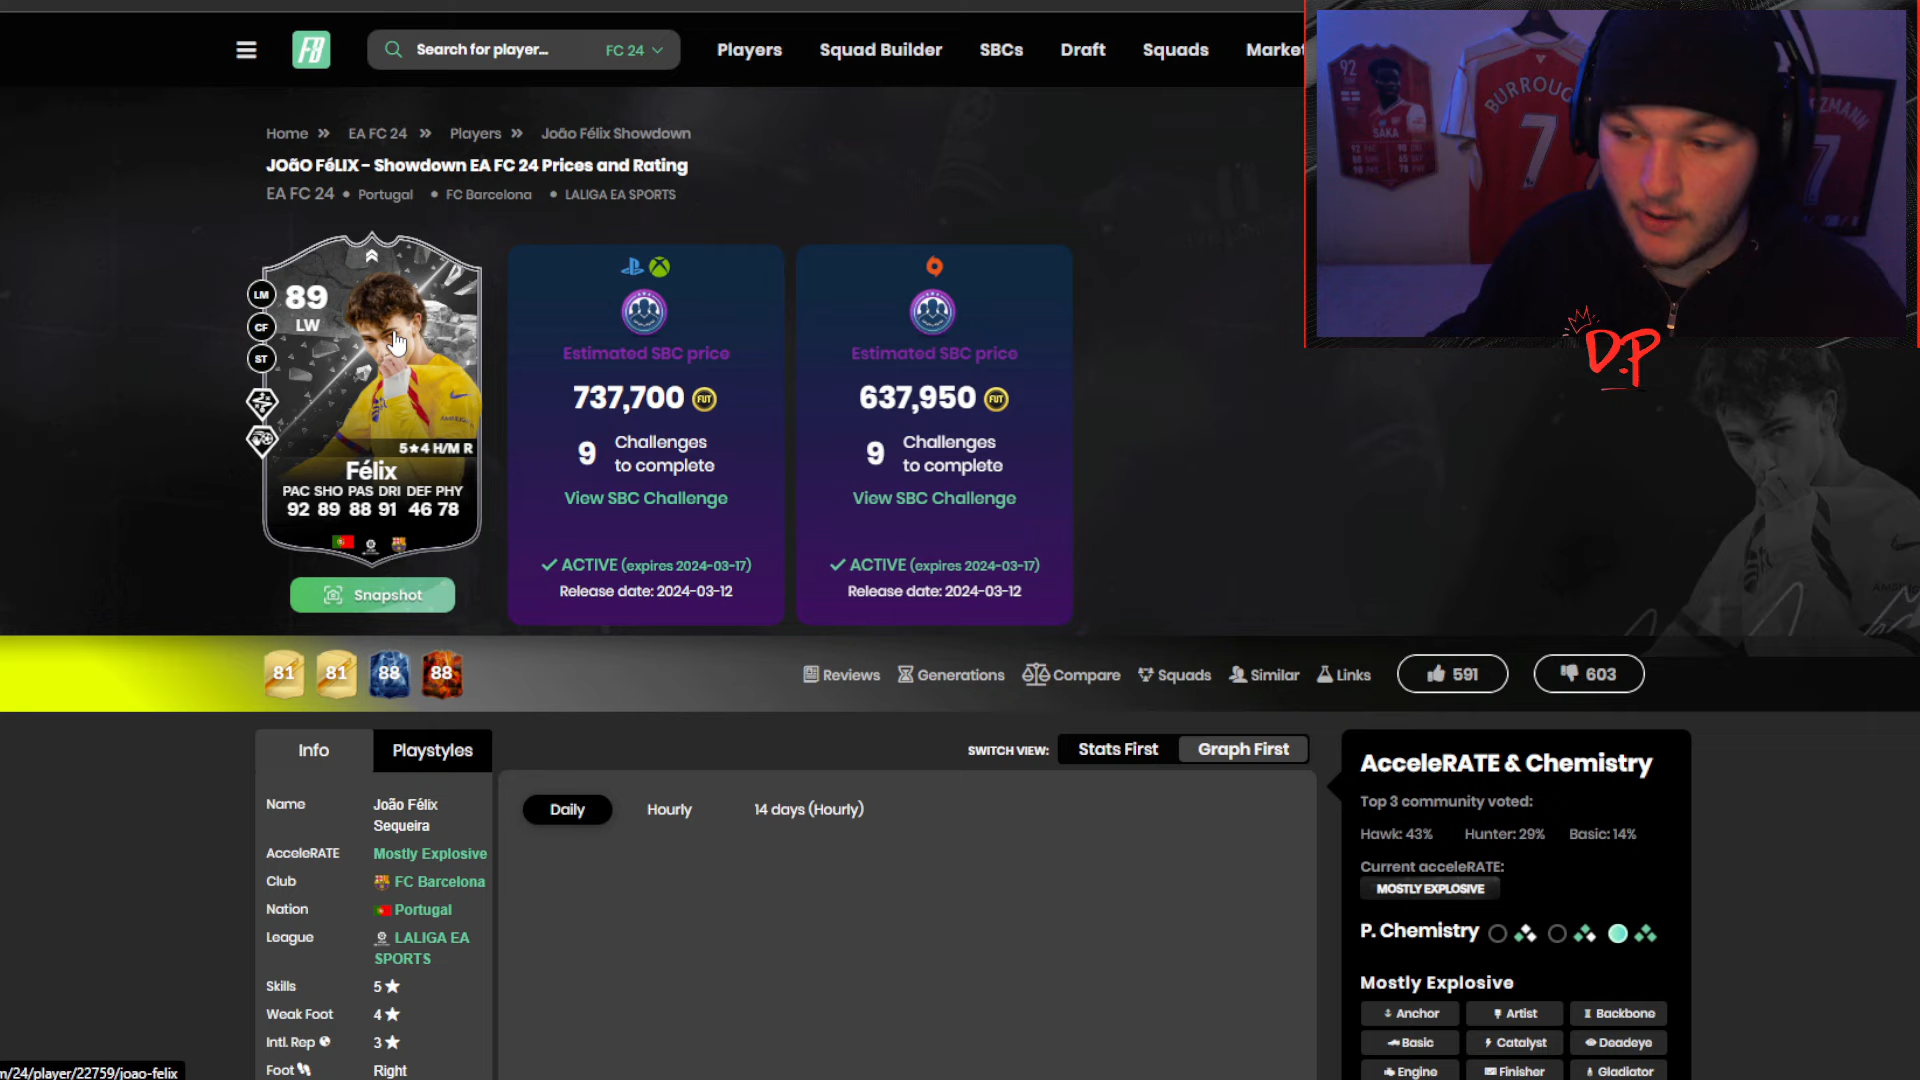 Search for player...
FC 24
Players
Squad Builder
SBCs
Draft
Squads
Market
Home » EA FC 24 » Players » João Félix Showdown
JOãO FéLIX - Showdown EA FC 24 Prices and Rating
EA FC 24 • Portugal • FC Barcelona • LALIGA EA SPORTS
89
LW
LM
CF
ST
5★4 H/M R
Félix
PAC SHO PAS DRI DEF PHY
92 89 88 91 46 78
Snapshot
Estimated SBC price
737,700 FUT
9 Challenges to complete
View SBC Challenge
ACTIVE (expires 2024-03-17)
Release date: 2024-03-12
Estimated SBC price
637,950 FUT
9 Challenges to complete
View SBC Challenge
ACTIVE (expires 2024-03-17)
Release date: 2024-03-12
92
SAKA
BURROUG
7
ZMANN
7
D.P
81 81 88 88
Reviews
Generations
Compare
Squads
Similar
Links
591
603
Info
Playstyles
SWITCH VIEW:
Stats First
Graph First
Daily
Hourly
14 days (Hourly)
Name João Félix
Sequeira
AcceleRATE Mostly Explosive
Club FC Barcelona
Nation Portugal
League LALIGA EA
SPORTS
Skills 5★
Weak Foot 4★
Intl. Rep 3★
Foot Right
AcceleRATE & Chemistry
Top 3 community voted:
Hawk: 43% Hunter: 29% Basic: 14%
Current acceleRATE:
MOSTLY EXPLOSIVE
P. Chemistry
Mostly Explosive
Anchor Artist Backbone
Basic Catalyst Deadeye
Engine Finisher Gladiator
m/24/player/22759/joao-felix